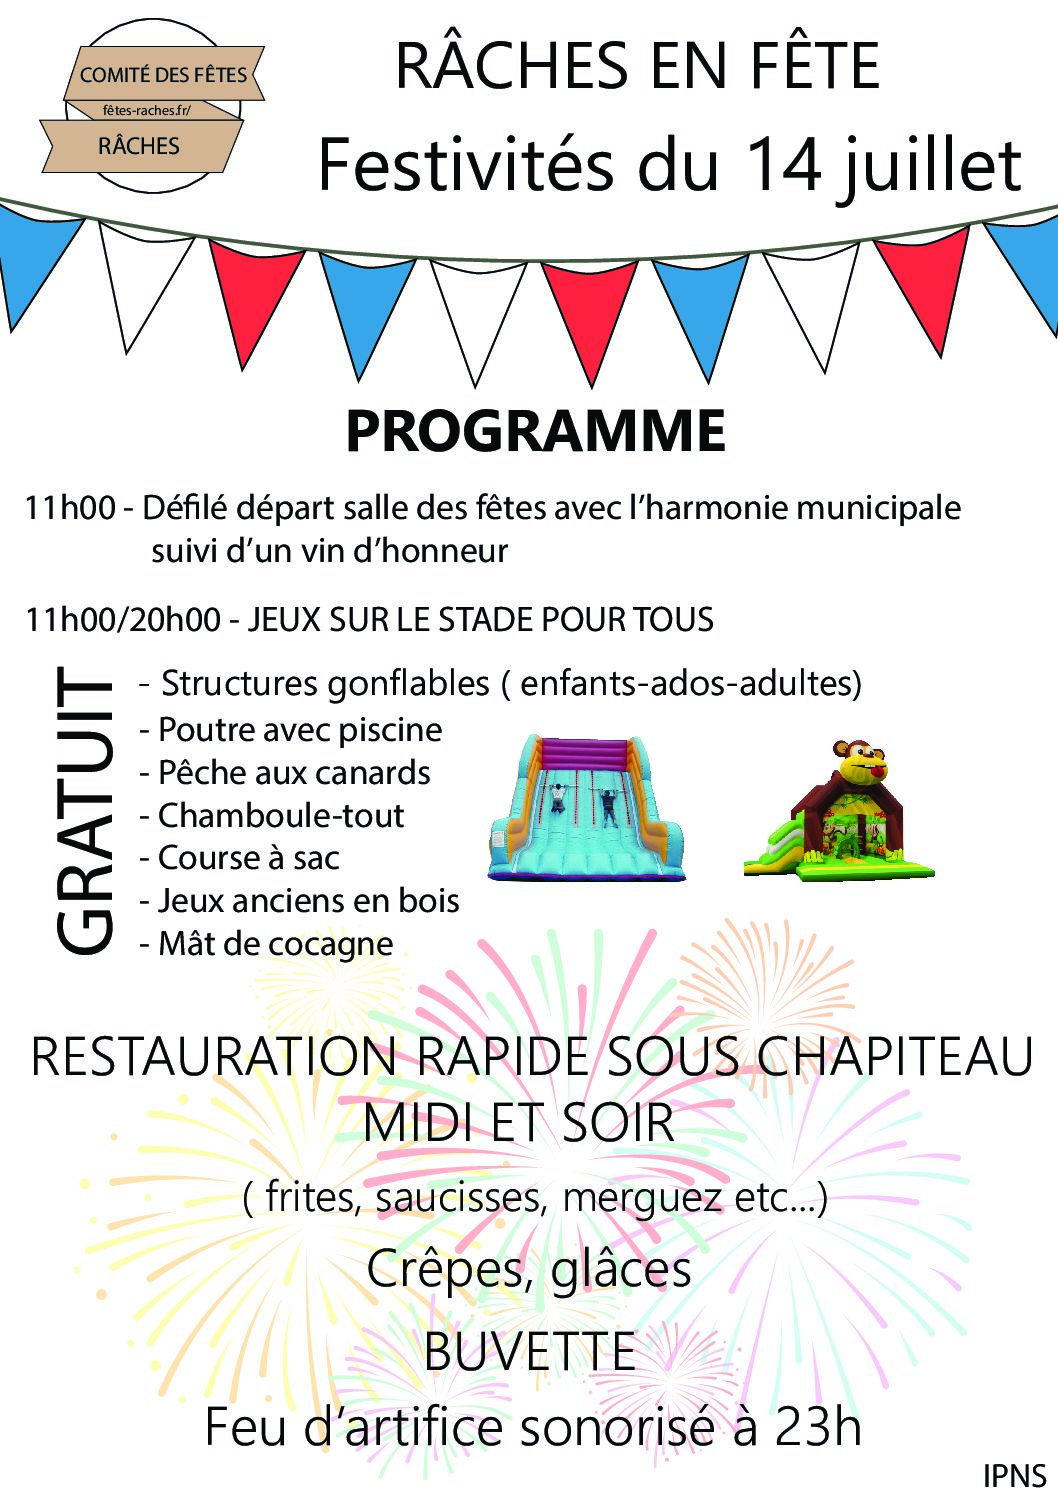 COMITÉ DES FÊTES
fêtes-raches.fr/
RÂCHES
RÂCHES EN FÊTE
Festivités du 14 juillet
PROGRAMME
11h00 - Défilé départ salle des fêtes avec l’harmonie municipale
suivi d’un vin d’honneur
11h00/20h00 - JEUX SUR LE STADE POUR TOUS
GRATUIT
- Structures gonflables ( enfants-ados-adultes)
- Poutre avec piscine
- Pêche aux canards
- Chamboule-tout
- Course à sac
- Jeux anciens en bois
- Mât de cocagne
RESTAURATION RAPIDE SOUS CHAPITEAU
MIDI ET SOIR
( frites, saucisses, merguez etc...)
Crêpes, glâces
BUVETTE
Feu d’artifice sonorisé à 23h
IPNS